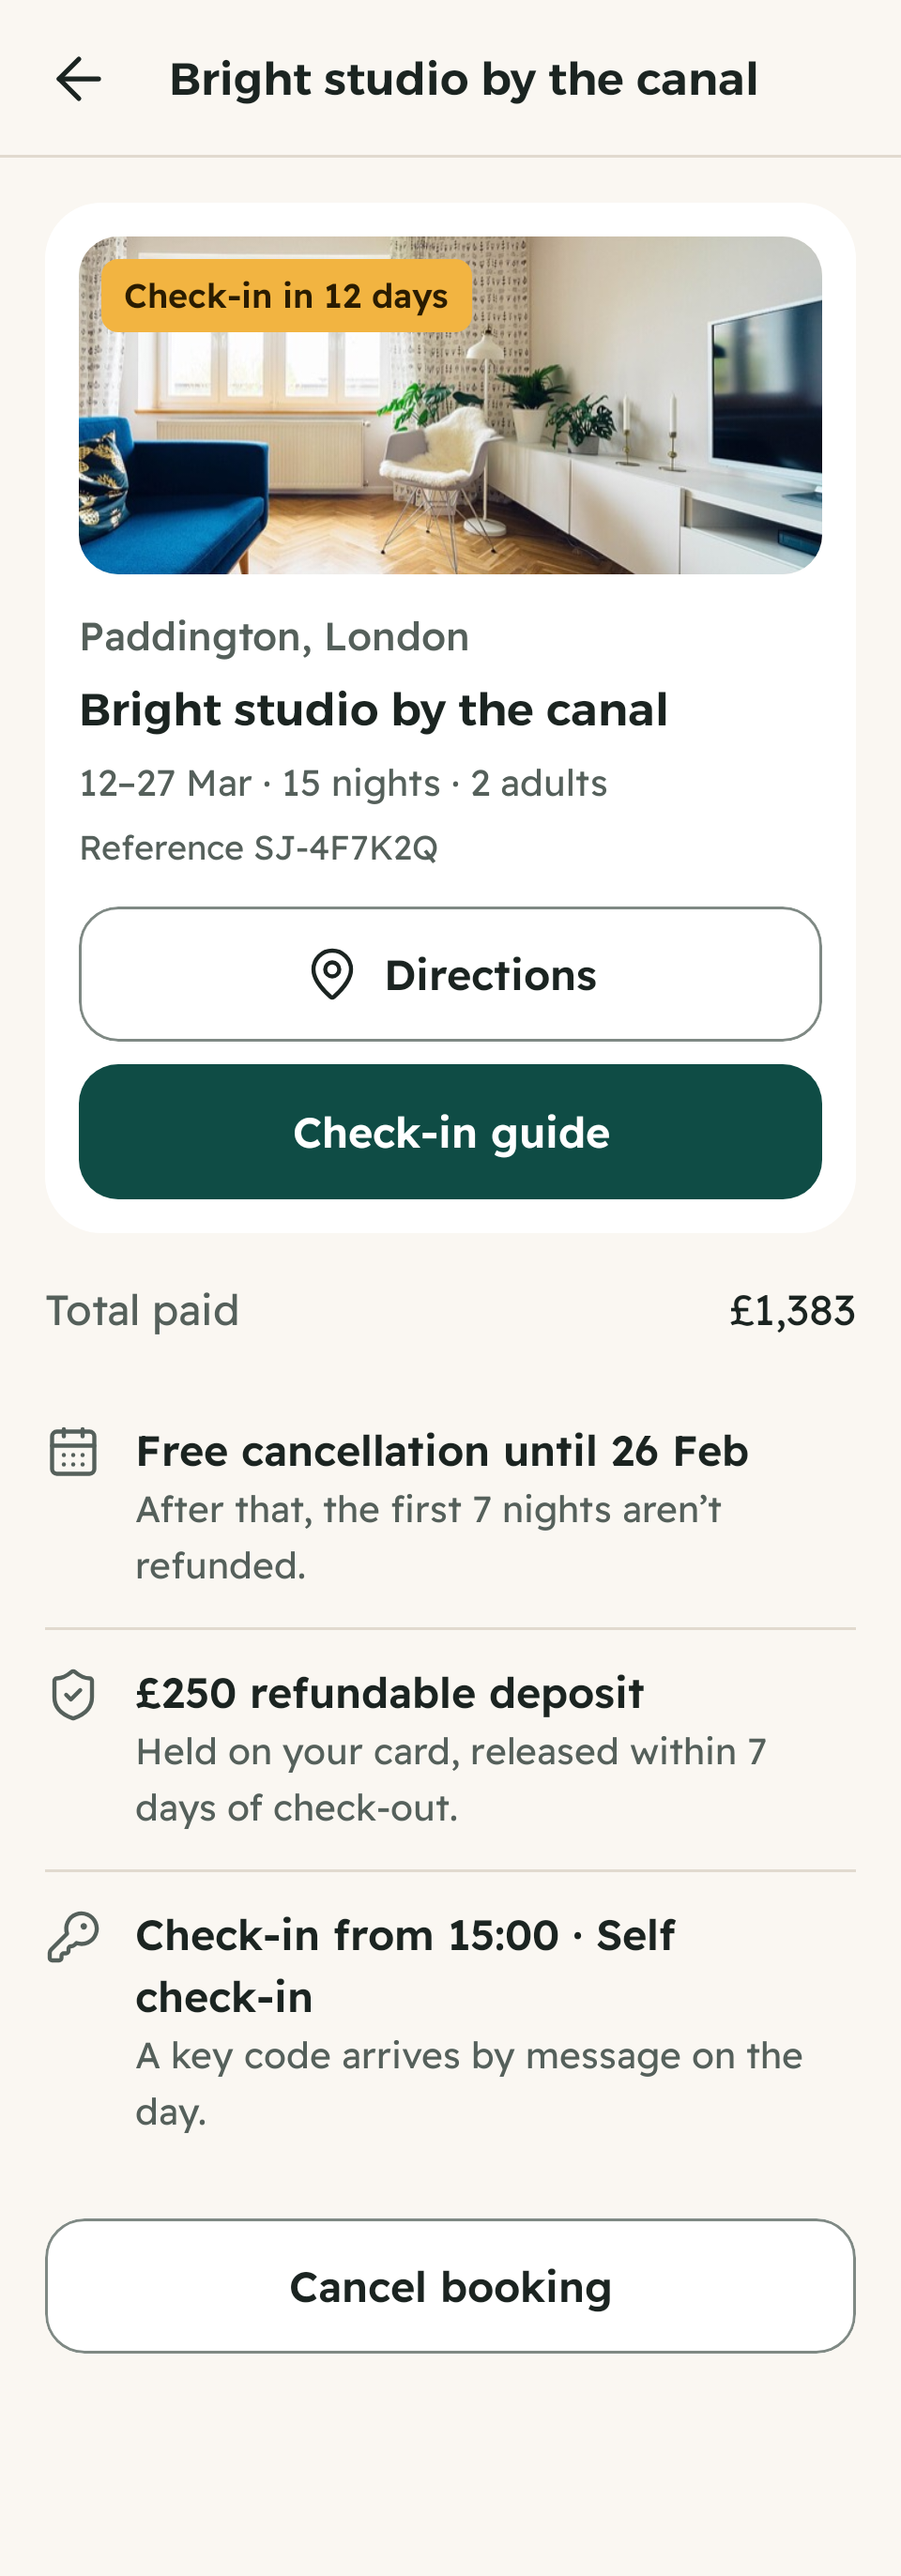 Bright studio by the canal
Check-in in 12 days
Paddington, London
Bright studio by the canal
12–27 Mar · 15 nights · 2 adults
Reference SJ-4F7K2Q
Directions
Check-in guide
Total paid £1,383
Free cancellation until 26 Feb
After that, the first 7 nights aren’t
refunded.
£250 refundable deposit
Held on your card, released within 7
days of check-out.
Check-in from 15:00 · Self
check-in
A key code arrives by message on the
day.
Cancel booking